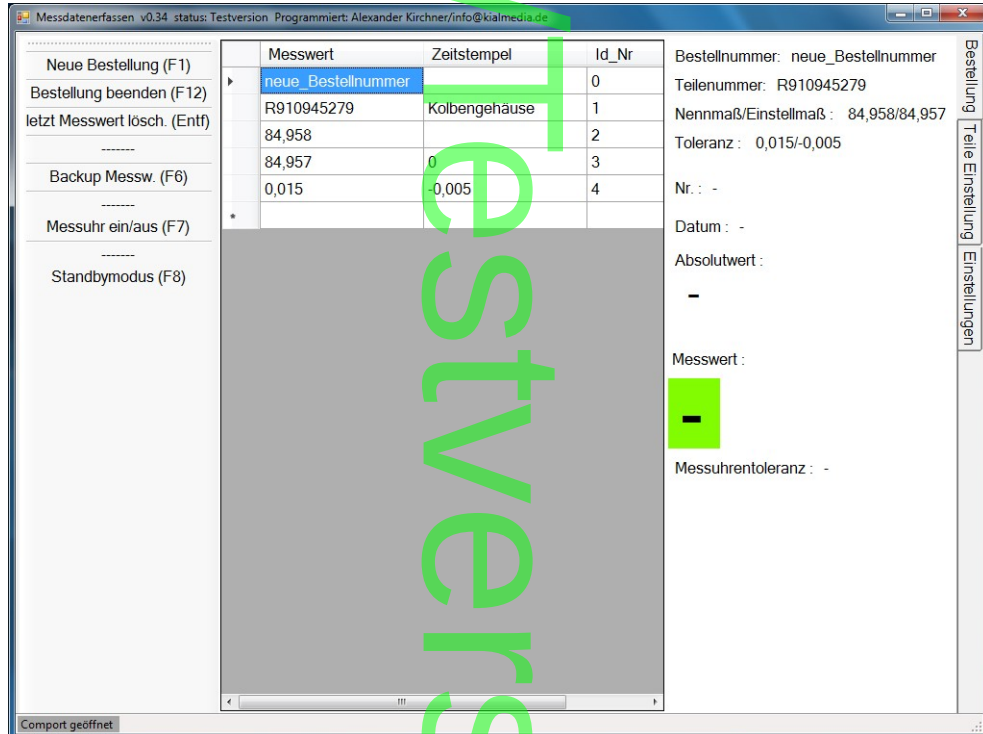 Messdatenerfassen v0.34 status: Testversion Programmiert: Alexander Kirchner/info@kialmedia.de
Neue Bestellung (F1)
Bestellung beenden (F12)
letzt Messwert lösch. (Entf)
-------
Backup Messw. (F6)
-------
Messuhr ein/aus (F7)
-------
Standbymodus (F8)
Messwert Zeitstempel Id_Nr
neue_Bestellnummer 0
R910945279 Kolbengehäuse 1
84,958 2
84,957 0 3
0,015 -0,005 4
*
Bestellnummer: neue_Bestellnummer
Teilenummer: R910945279
Nennmaß/Einstellmaß : 84,958/84,957
Toleranz : 0,015/-0,005
Nr. : -
Datum : -
Absolutwert :
-
Messwert :
-
Messuhrentoleranz : -
Bestellung
Teile Einstellung
Einstellungen
Testvers
Comport geöffnet